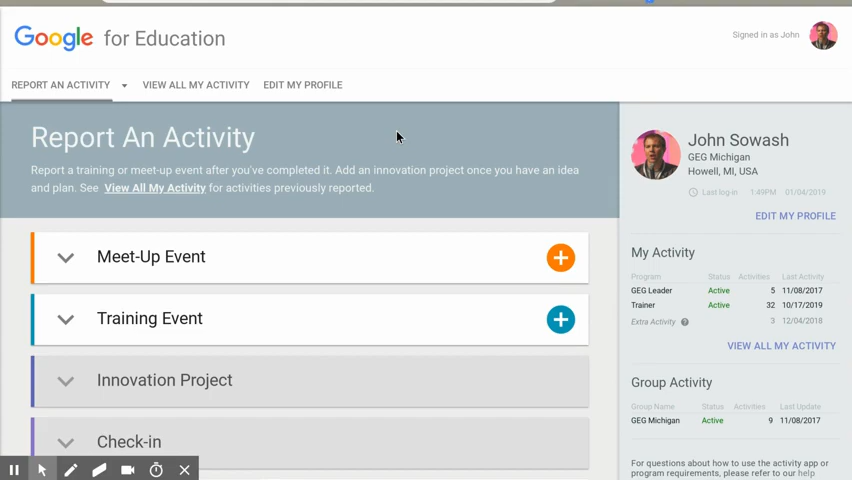 Google for Education
Signed in as John
REPORT AN ACTIVITY
VIEW ALL MY ACTIVITY
EDIT MY PROFILE
Report An Activity
Report a training or meet-up event after you've completed it. Add an innovation project once you have an idea
and plan. See View All My Activity for activities previously reported.
Meet-Up Event
Training Event
Innovation Project
Check-in
John Sowash
GEG Michigan
Howell, MI, USA
Last log-in 1:49PM 01/04/2019
EDIT MY PROFILE
My Activity
Program Status Activities Last Activity
GEG Leader Active 5 11/08/2017
Trainer Active 32 10/17/2019
Extra Activity ? 3 12/04/2018
VIEW ALL MY ACTIVITY
Group Activity
Group Name Status Activities Last Update
GEG Michigan Active 9 11/08/2017
For questions about how to use the activity app or
program requirements, please refer to our help